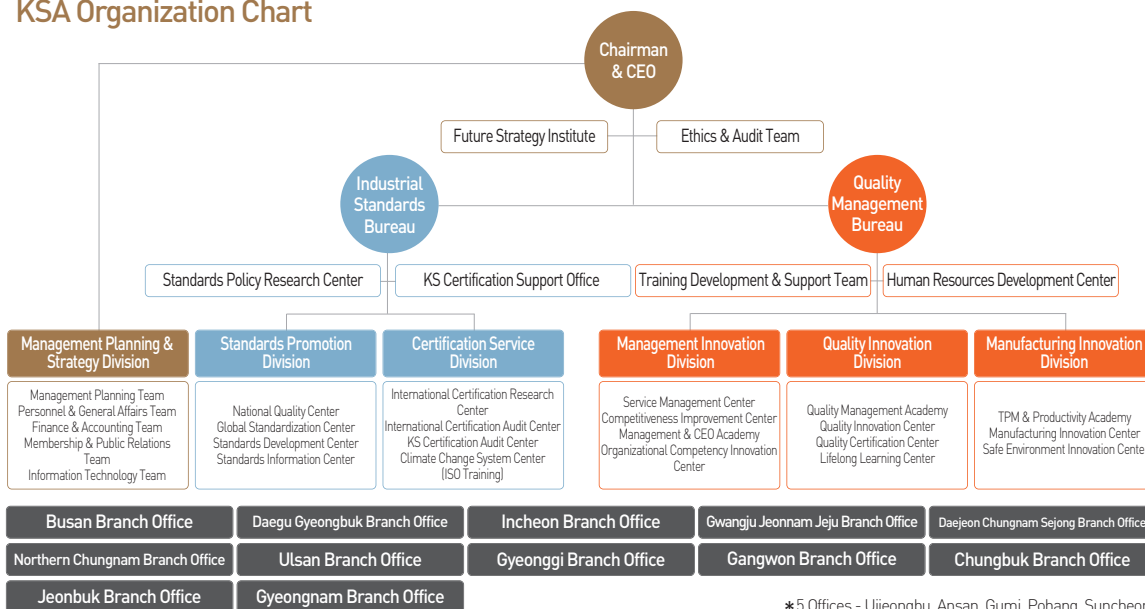 KSA Organization Chart
Chairman
& CEO
Future Strategy Institute
Ethics & Audit Team
Industrial
Standards
Bureau
Quality
Management
Bureau
Standards Policy Research Center
KS Certification Support Office
Training Development & Support Team
Human Resources Development Center
Management Planning &
Strategy Division
Standards Promotion
Division
Certification Service
Division
Management Innovation
Division
Quality Innovation
Division
Manufacturing Innovation
Division
Management Planning Team
Personnel & General Affairs Team
Finance & Accounting Team
Membership & Public Relations
Team
Information Technology Team
National Quality Center
Global Standardization Center
Standards Development Center
Standards Information Center
International Certification Research
Center
International Certification Audit Center
KS Certification Audit Center
Climate Change System Center
(ISO Training)
Service Management Center
Competitiveness Improvement Center
Management & CEO Academy
Organizational Competency Innovation
Center
Quality Management Academy
Quality Innovation Center
Quality Certification Center
Lifelong Learning Center
TPM & Productivity Academy
Manufacturing Innovation Center
Safe Environment Innovation Cente
Busan Branch Office
Daegu Gyeongbuk Branch Office
Incheon Branch Office
Gwangju Jeonnam Jeju Branch Office
Daejeon Chungnam Sejong Branch Office
Northern Chungnam Branch Office
Ulsan Branch Office
Gyeonggi Branch Office
Gangwon Branch Office
Chungbuk Branch Office
Jeonbuk Branch Office
Gyeongnam Branch Office
*5 Offices - Uijeongbu, Ansan, Gumi, Pohang, Suncheon